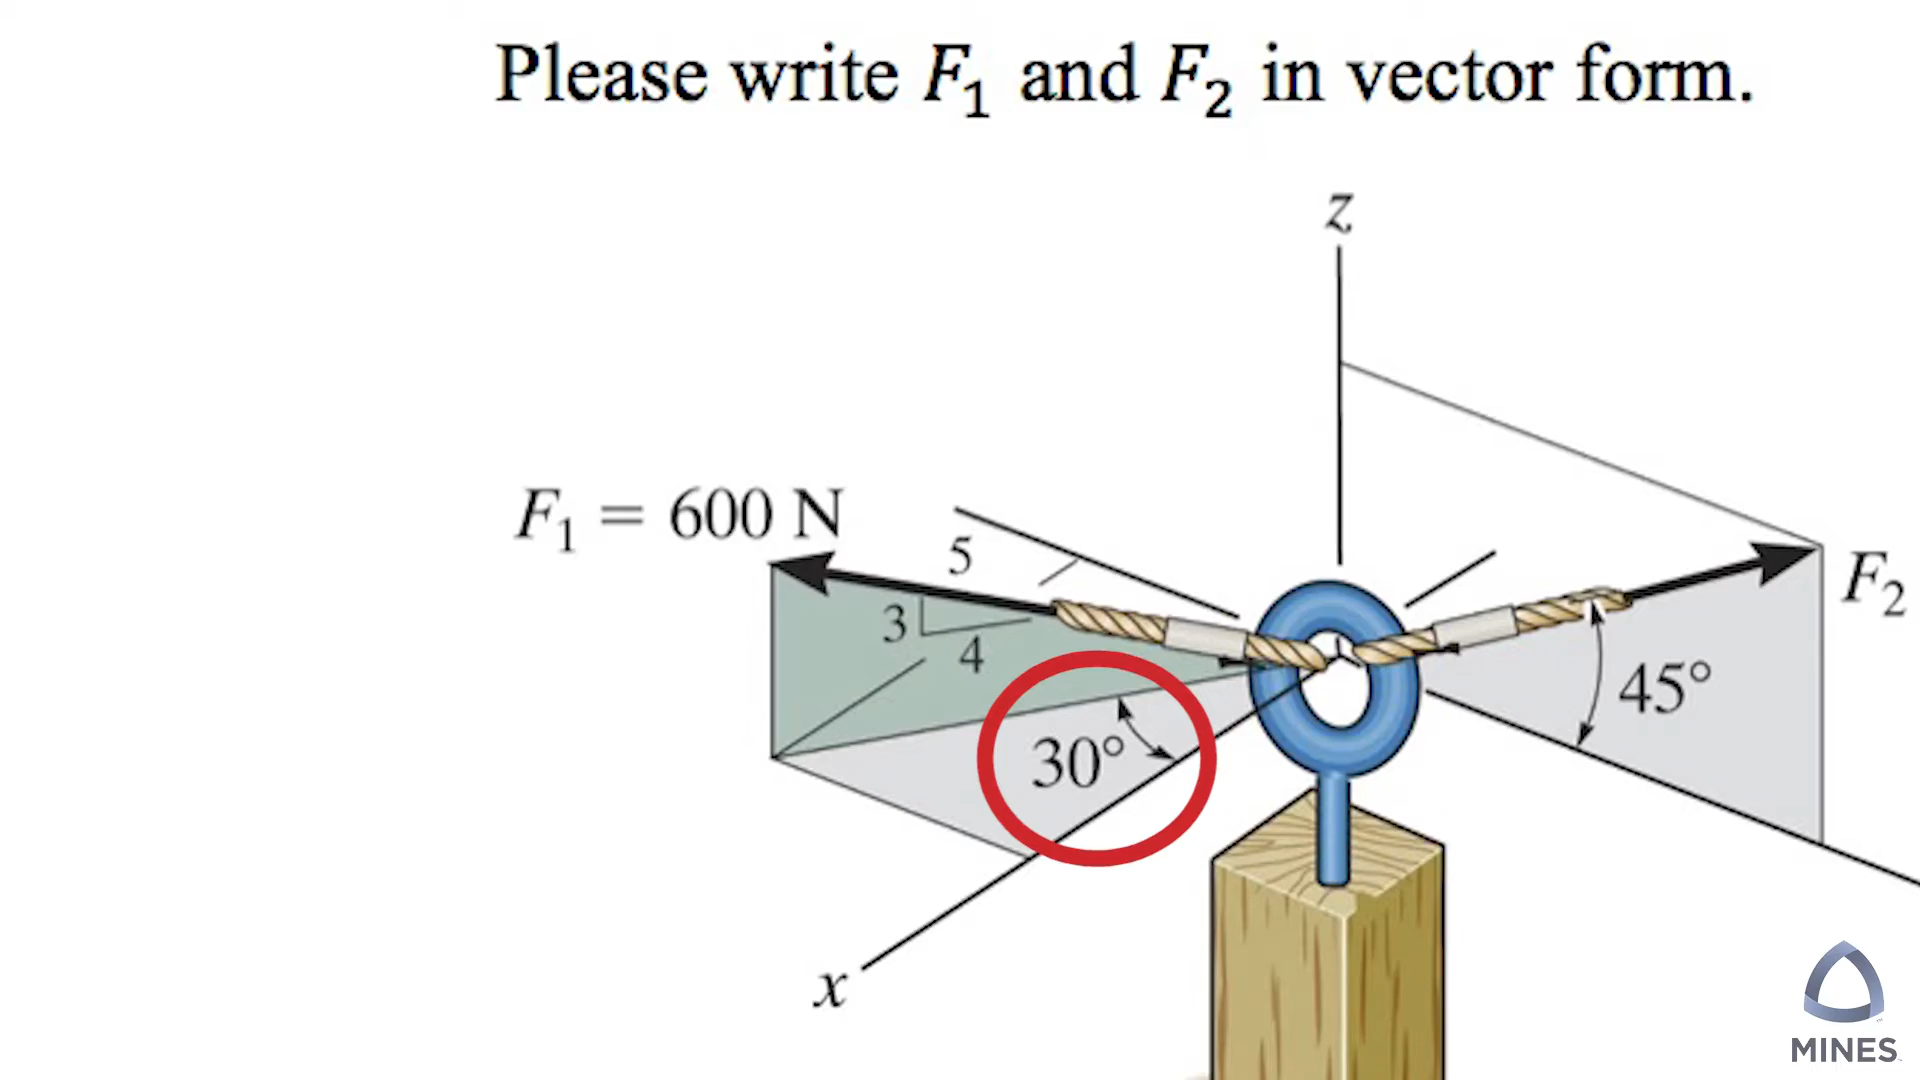 Please write F₁ and F₂ in vector form.
z
F₁ = 600 N
5
F₂
3
4
45°
30°
x
MINES